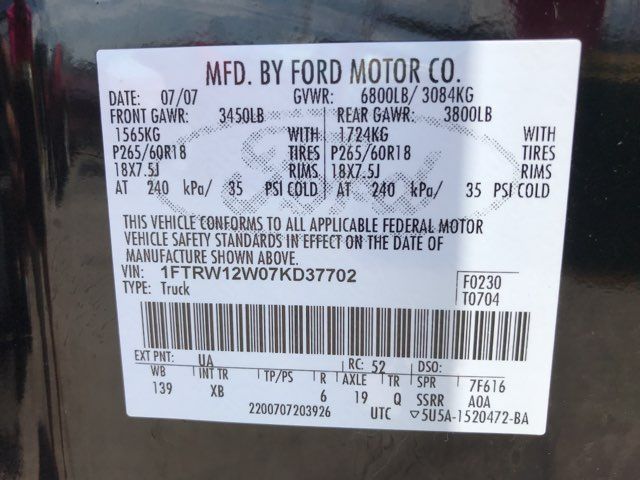 MFD. BY FORD MOTOR CO.
DATE: 07/07 GVWR: 6800LB/ 3084KG
FRONT GAWR: 3450LB REAR GAWR: 3800LB
1565KG WITH 1724KG WITH
P265/60R18 TIRES P265/60R18 TIRES
18X7.5J RIMS 18X7.5J RIMS
AT 240 kPa/ 35 PSI COLD AT 240 kPa/ 35 PSI COLD
Ford
THIS VEHICLE CONFORMS TO ALL APPLICABLE FEDERAL MOTOR
VEHICLE SAFETY STANDARDS IN EFFECT ON THE DATE OF
MANUFACTURE SHOWN ABOVE.
VIN: 1FTRW12W07KD37702 F0230
TYPE: Truck T0704
EXT PNT: UA RC: 52 DSO:
WB INT TR TP/PS R AXLE TR SPR 7F616
139 XB 6 19 Q SSRR AOA
2200707203926 UTC ▽5U5A-1520472-BA